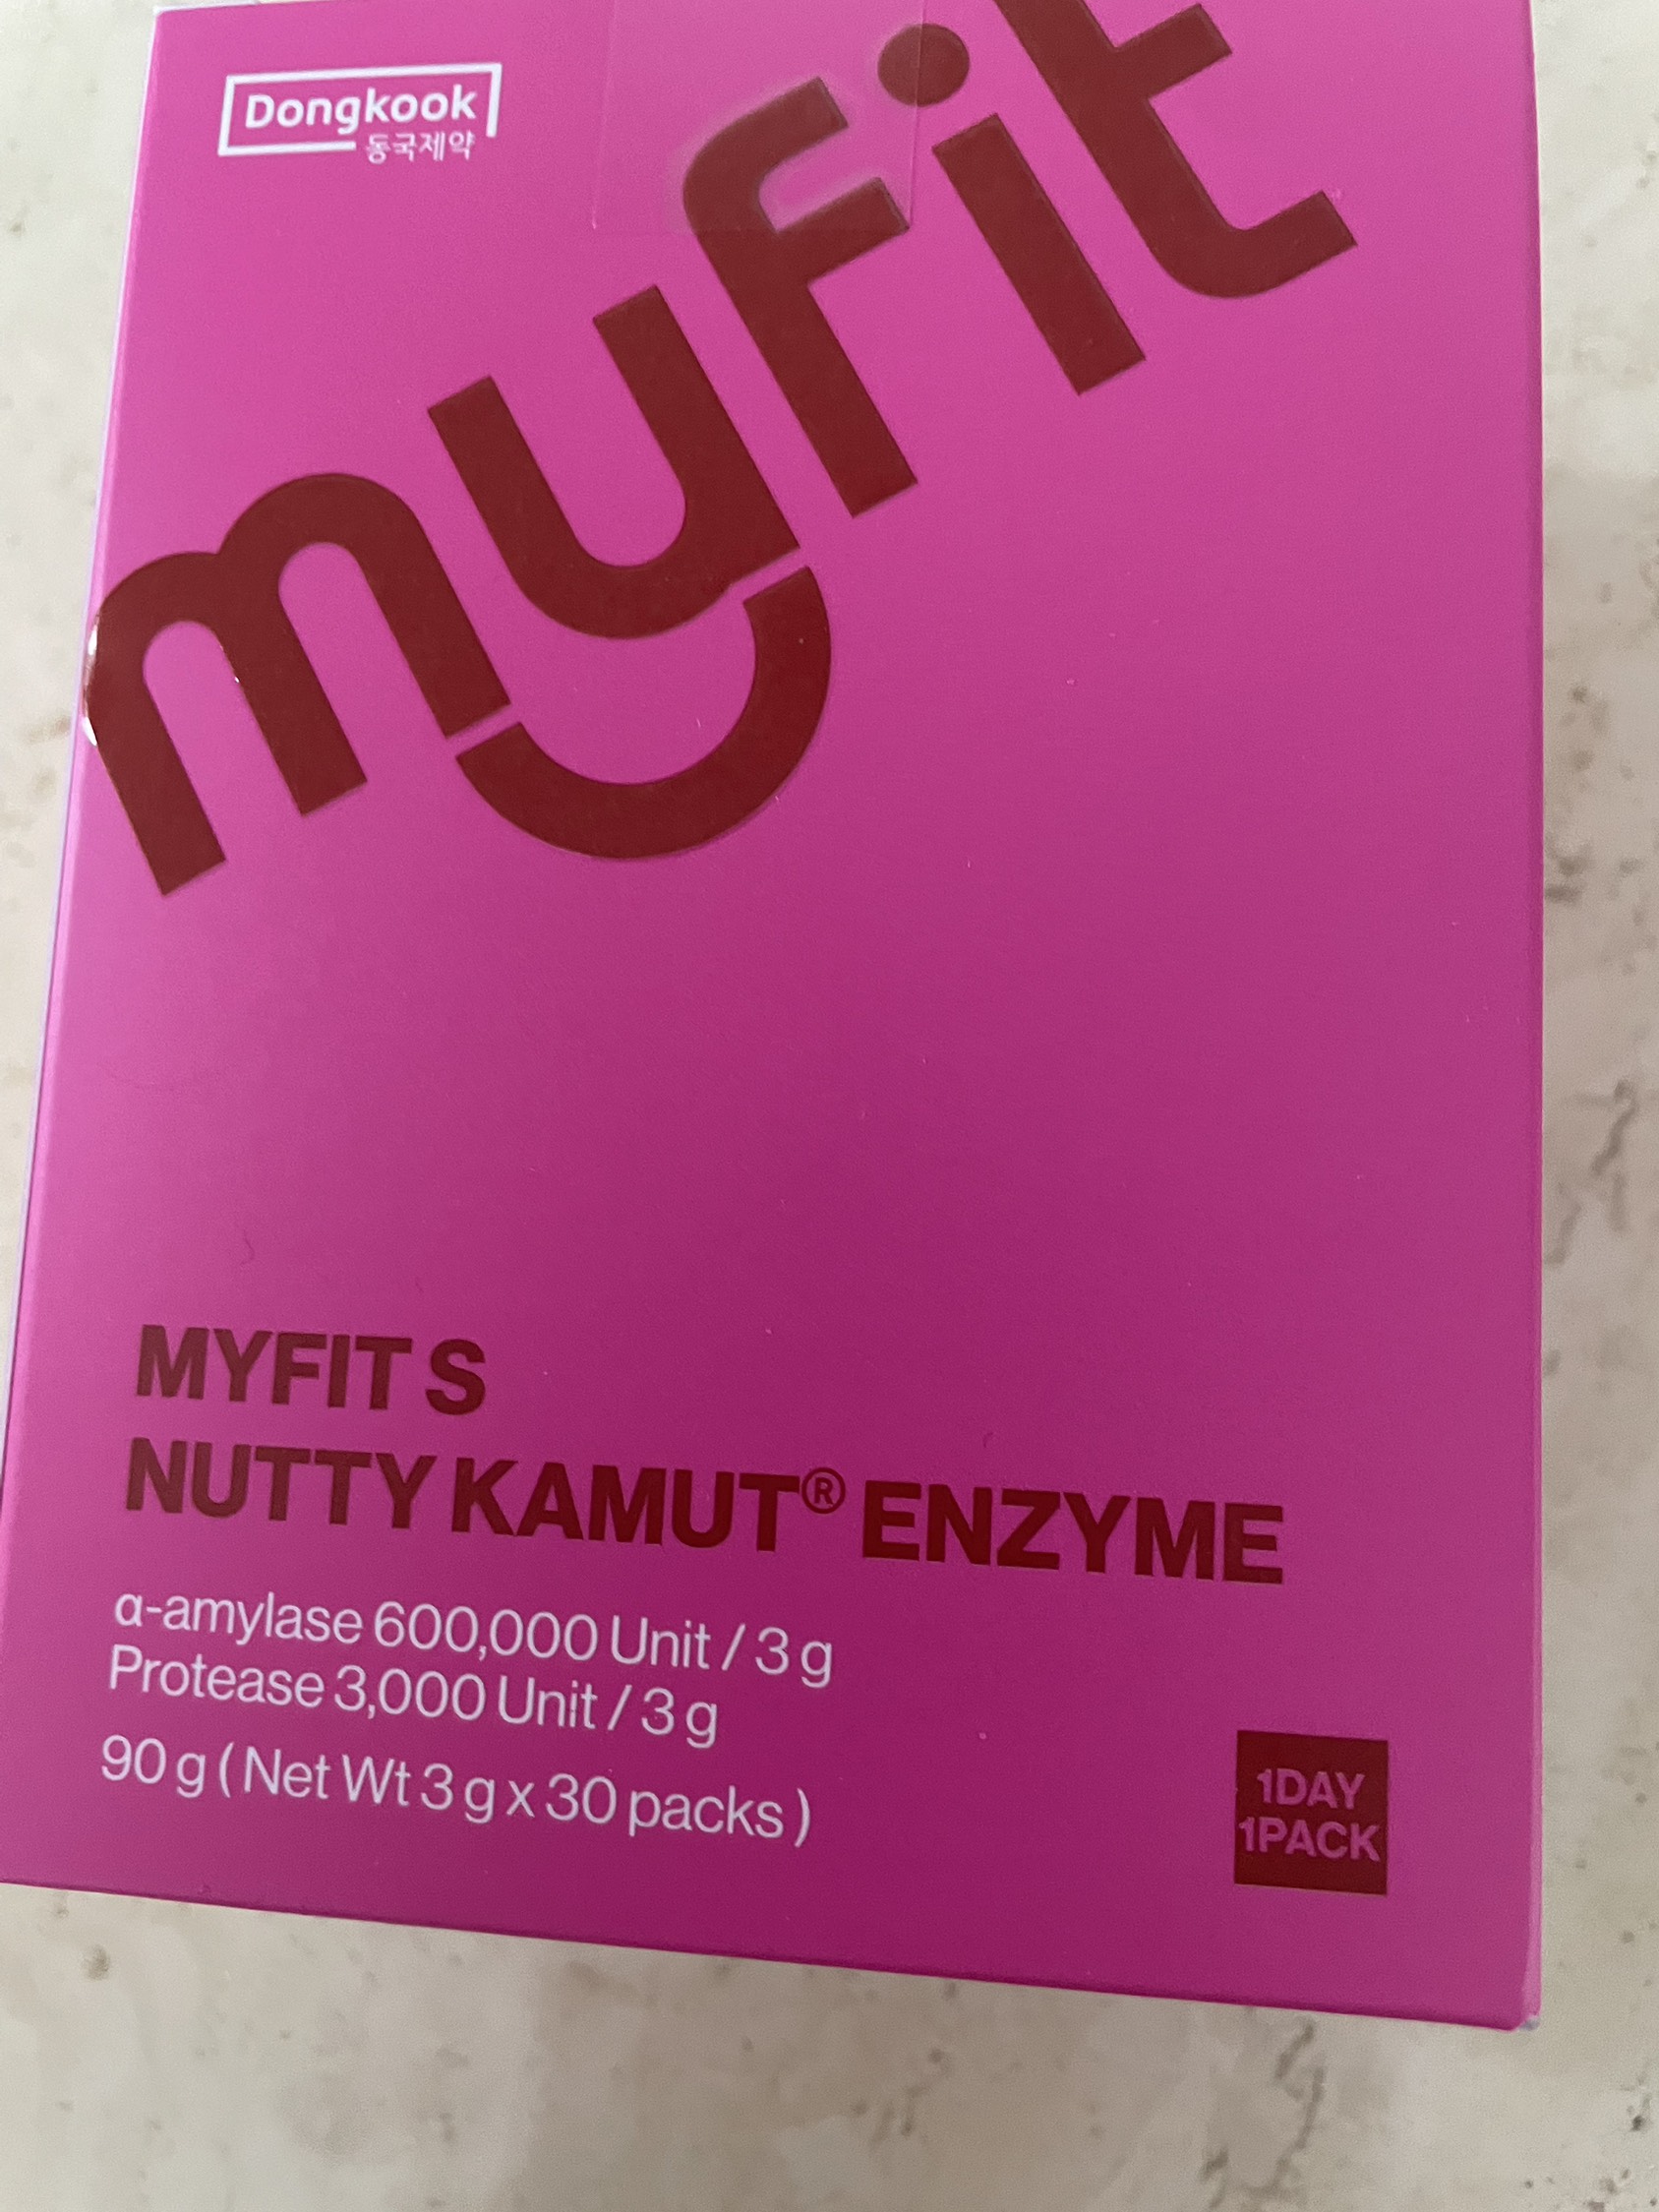 Dongkook
동국제약
myfit
MYFIT S
NUTTY KAMUT® ENZYME
α-amylase 600,000 Unit / 3 g
Protease 3,000 Unit / 3 g
90 g ( Net Wt 3 g x 30 packs )
1DAY
1PACK